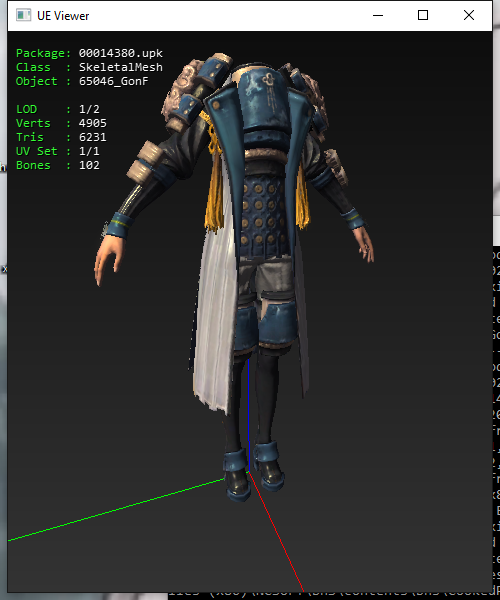 UE Viewer
Package: 00014380.upk
Class : SkeletalMesh
Object : 65046_GonF
LOD : 1/2
Verts : 4905
Tris : 6231
UV Set : 1/1
Bones : 102